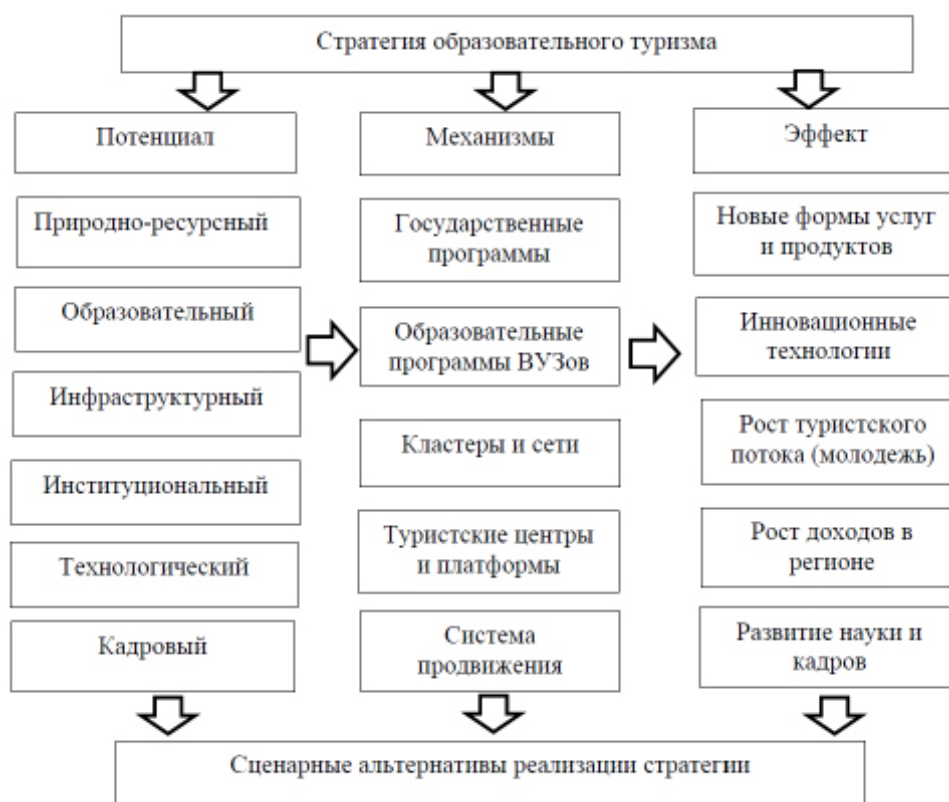 Стратегия образовательного туризма
Потенциал
Механизмы
Эффект
Природно-ресурсный
Образовательный
Инфраструктурный
Институциональный
Технологический
Кадровый
Государственные
программы
Образовательные
программы ВУЗов
Кластеры и сети
Туристские центры
и платформы
Система
продвижения
Новые формы услуг
и продуктов
Инновационные
технологии
Рост туристского
потока (молодежь)
Рост доходов в
регионе
Развитие науки и
кадров
Сценарные альтернативы реализации стратегии